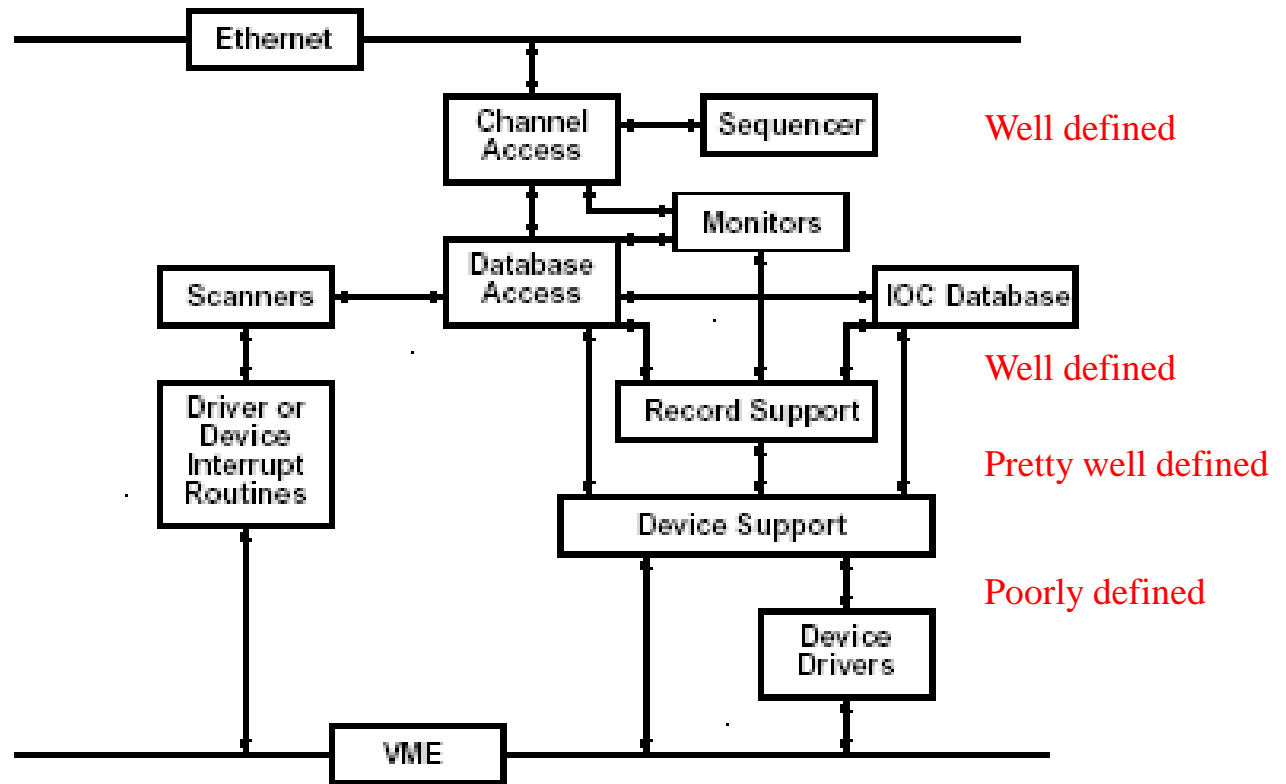 Ethernet
Channel
Access
Sequencer
Well defined
Monitors
Database
Access
Scanners
IOC Database
Well defined
Driver or
Device
Interrupt
Routines
Record Support
Pretty well defined
Device Support
Poorly defined
Device
Drivers
VME